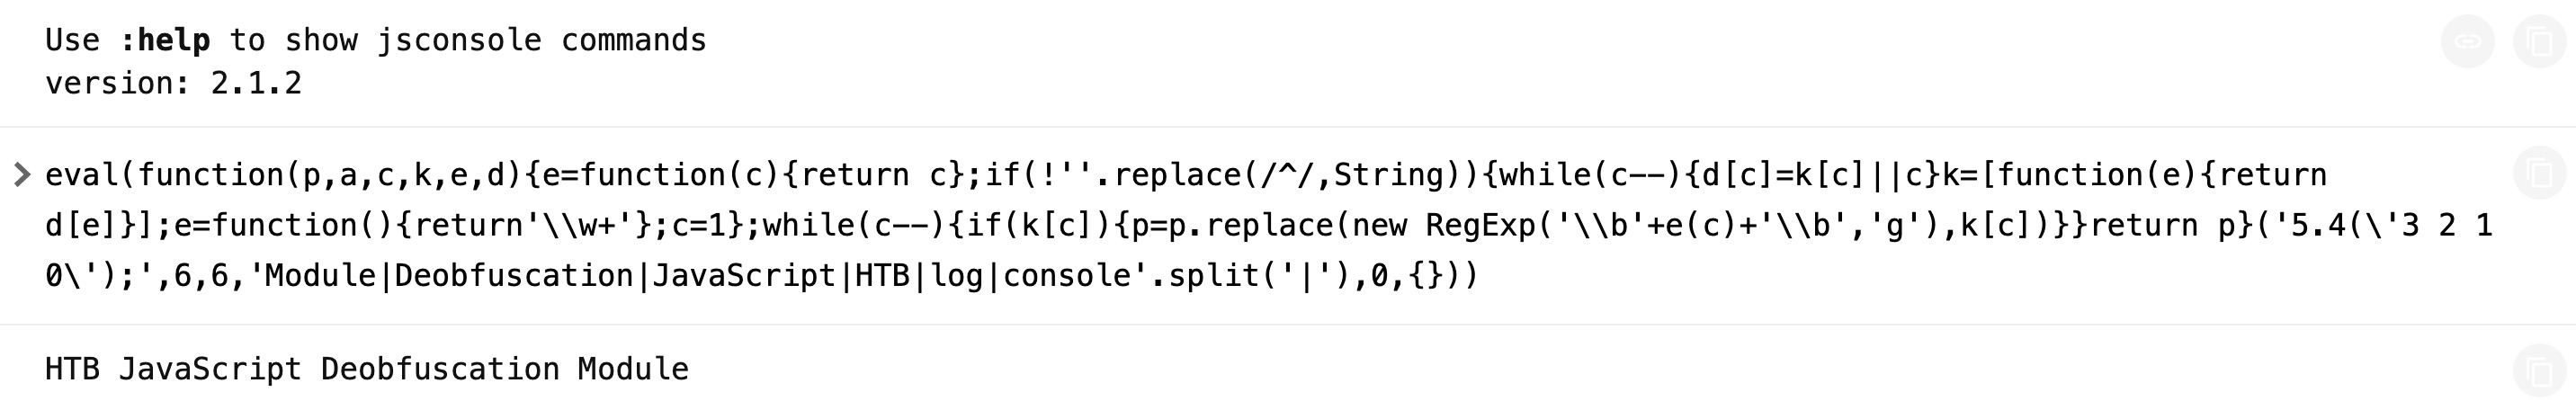 Use :help to show jsconsole commands
version: 2.1.2
eval(function(p,a,c,k,e,d){e=function(c){return c};if(!''.replace(/^/,String)){while(c--){d[c]=k[c]||c}k=[function(e){return
d[e]}];e=function(){return'\\w+'};c=1};while(c--){if(k[c]){p=p.replace(new RegExp('\\b'+e(c)+'\\b','g'),k[c])}}return p}('5.4(\'3 2 1
0\');',6,6,'Module|Deobfuscation|JavaScript|HTB|log|console'.split('|'),0,{}))
HTB JavaScript Deobfuscation Module